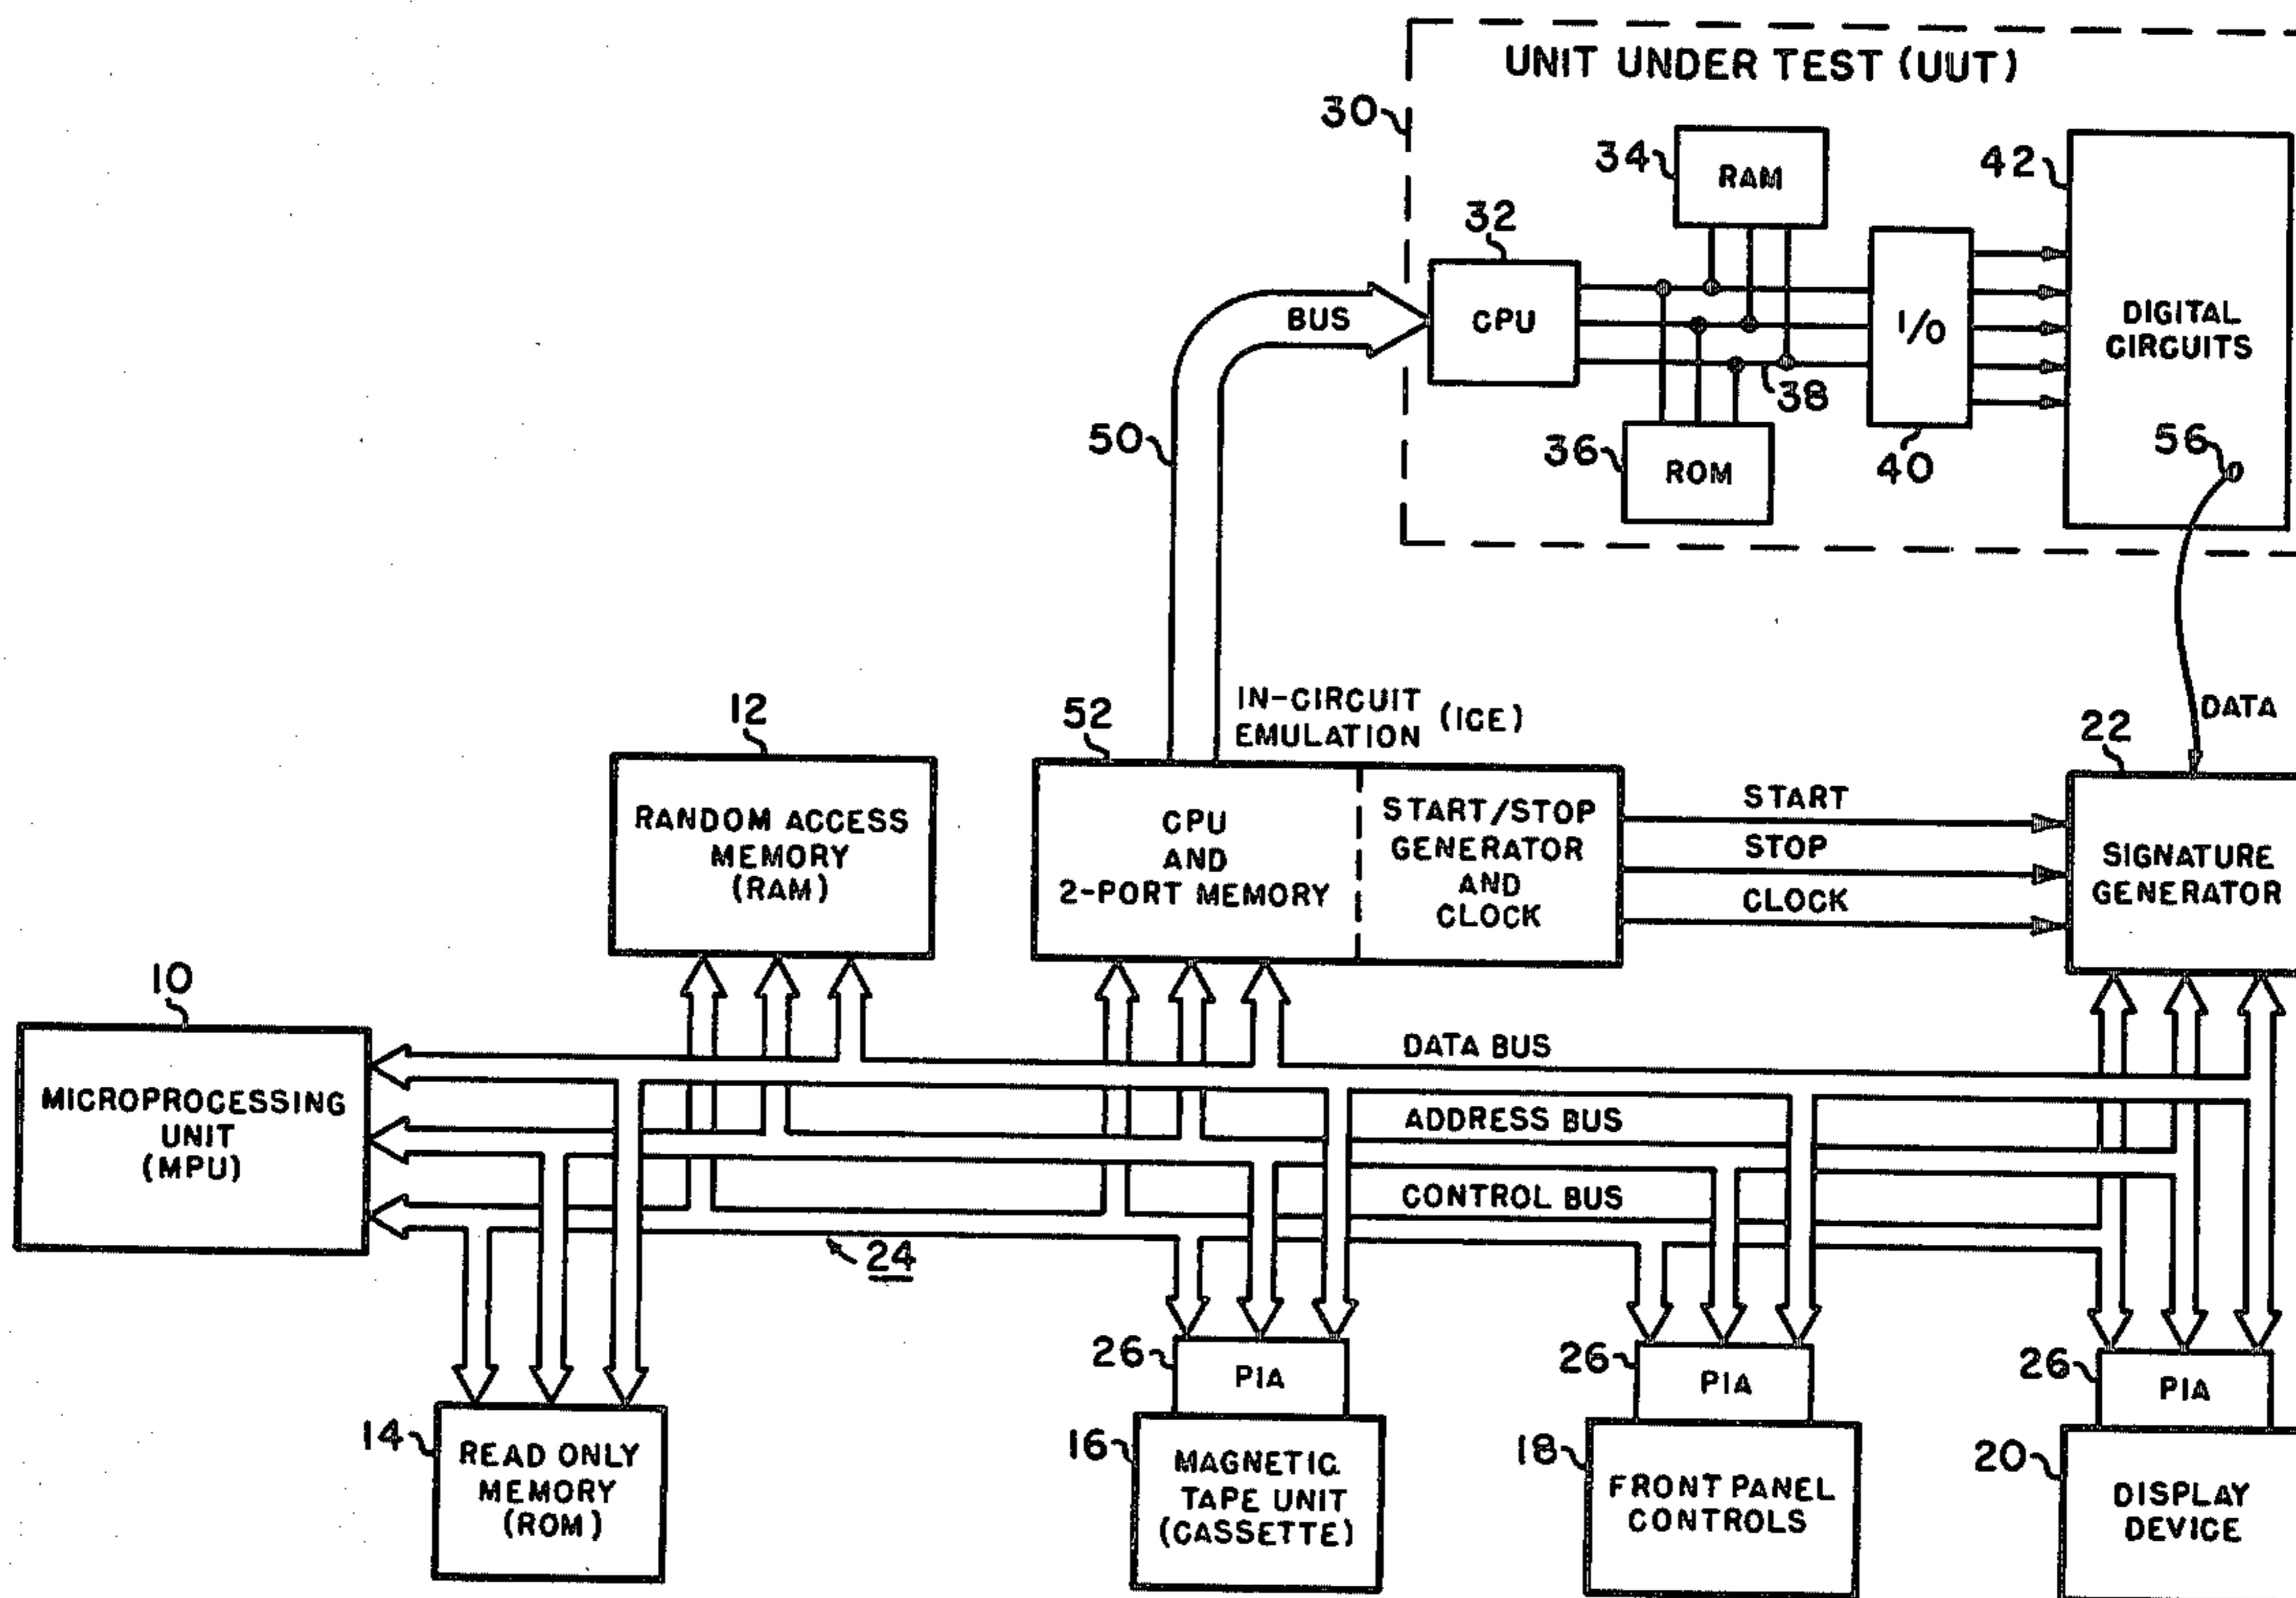 UNIT UNDER TEST (UUT)
30
34
RAM
42
32
CPU
BUS
I/O
DIGITAL
CIRCUITS
38
50
36
ROM
40
56
12
52
IN-CIRCUIT
EMULATION (ICE)
DATA
22
RANDOM ACCESS
MEMORY
(RAM)
CPU
AND
2-PORT MEMORY
START/STOP
GENERATOR
AND
CLOCK
START
STOP
CLOCK
SIGNATURE
GENERATOR
10
MICROPROCESSING
UNIT
(MPU)
DATA BUS
ADDRESS BUS
CONTROL BUS
24
26
PIA
26
PIA
26
PIA
14
READ ONLY
MEMORY
(ROM)
16
MAGNETIC
TAPE UNIT
(CASSETTE)
18
FRONT PANEL
CONTROLS
20
DISPLAY
DEVICE